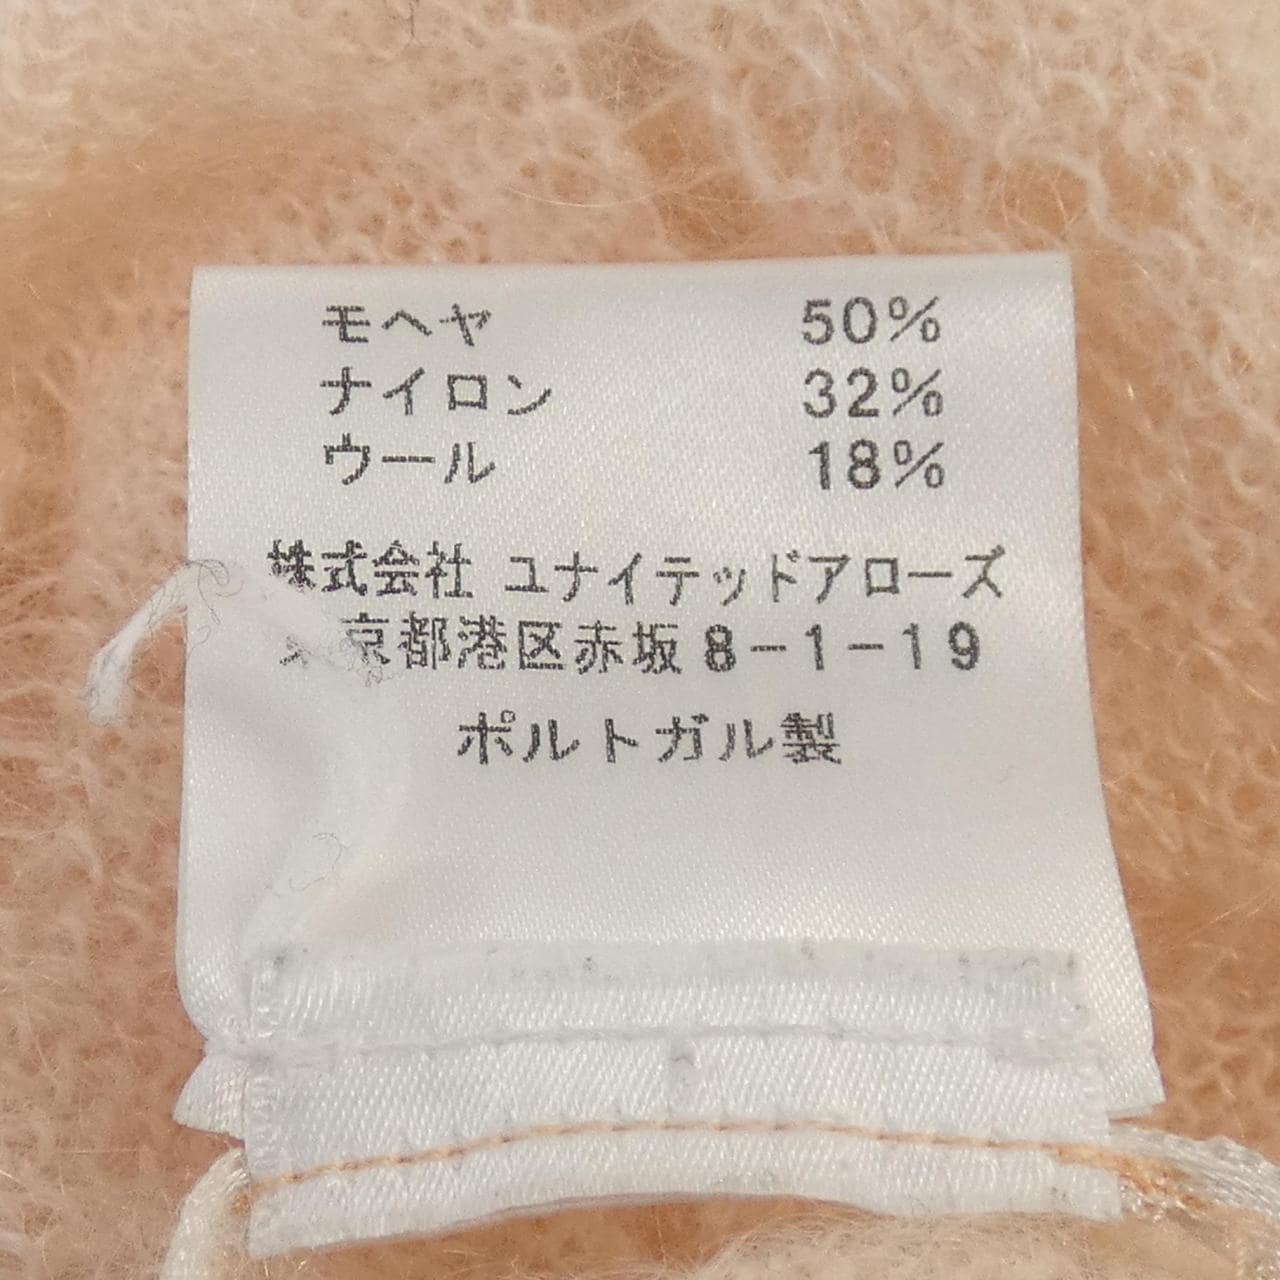 モヘヤ 50%
ナイロン 32%
ウール 18%
株式会社 ユナイテッドアローズ
東京都港区赤坂8-1-19
ポルトガル製